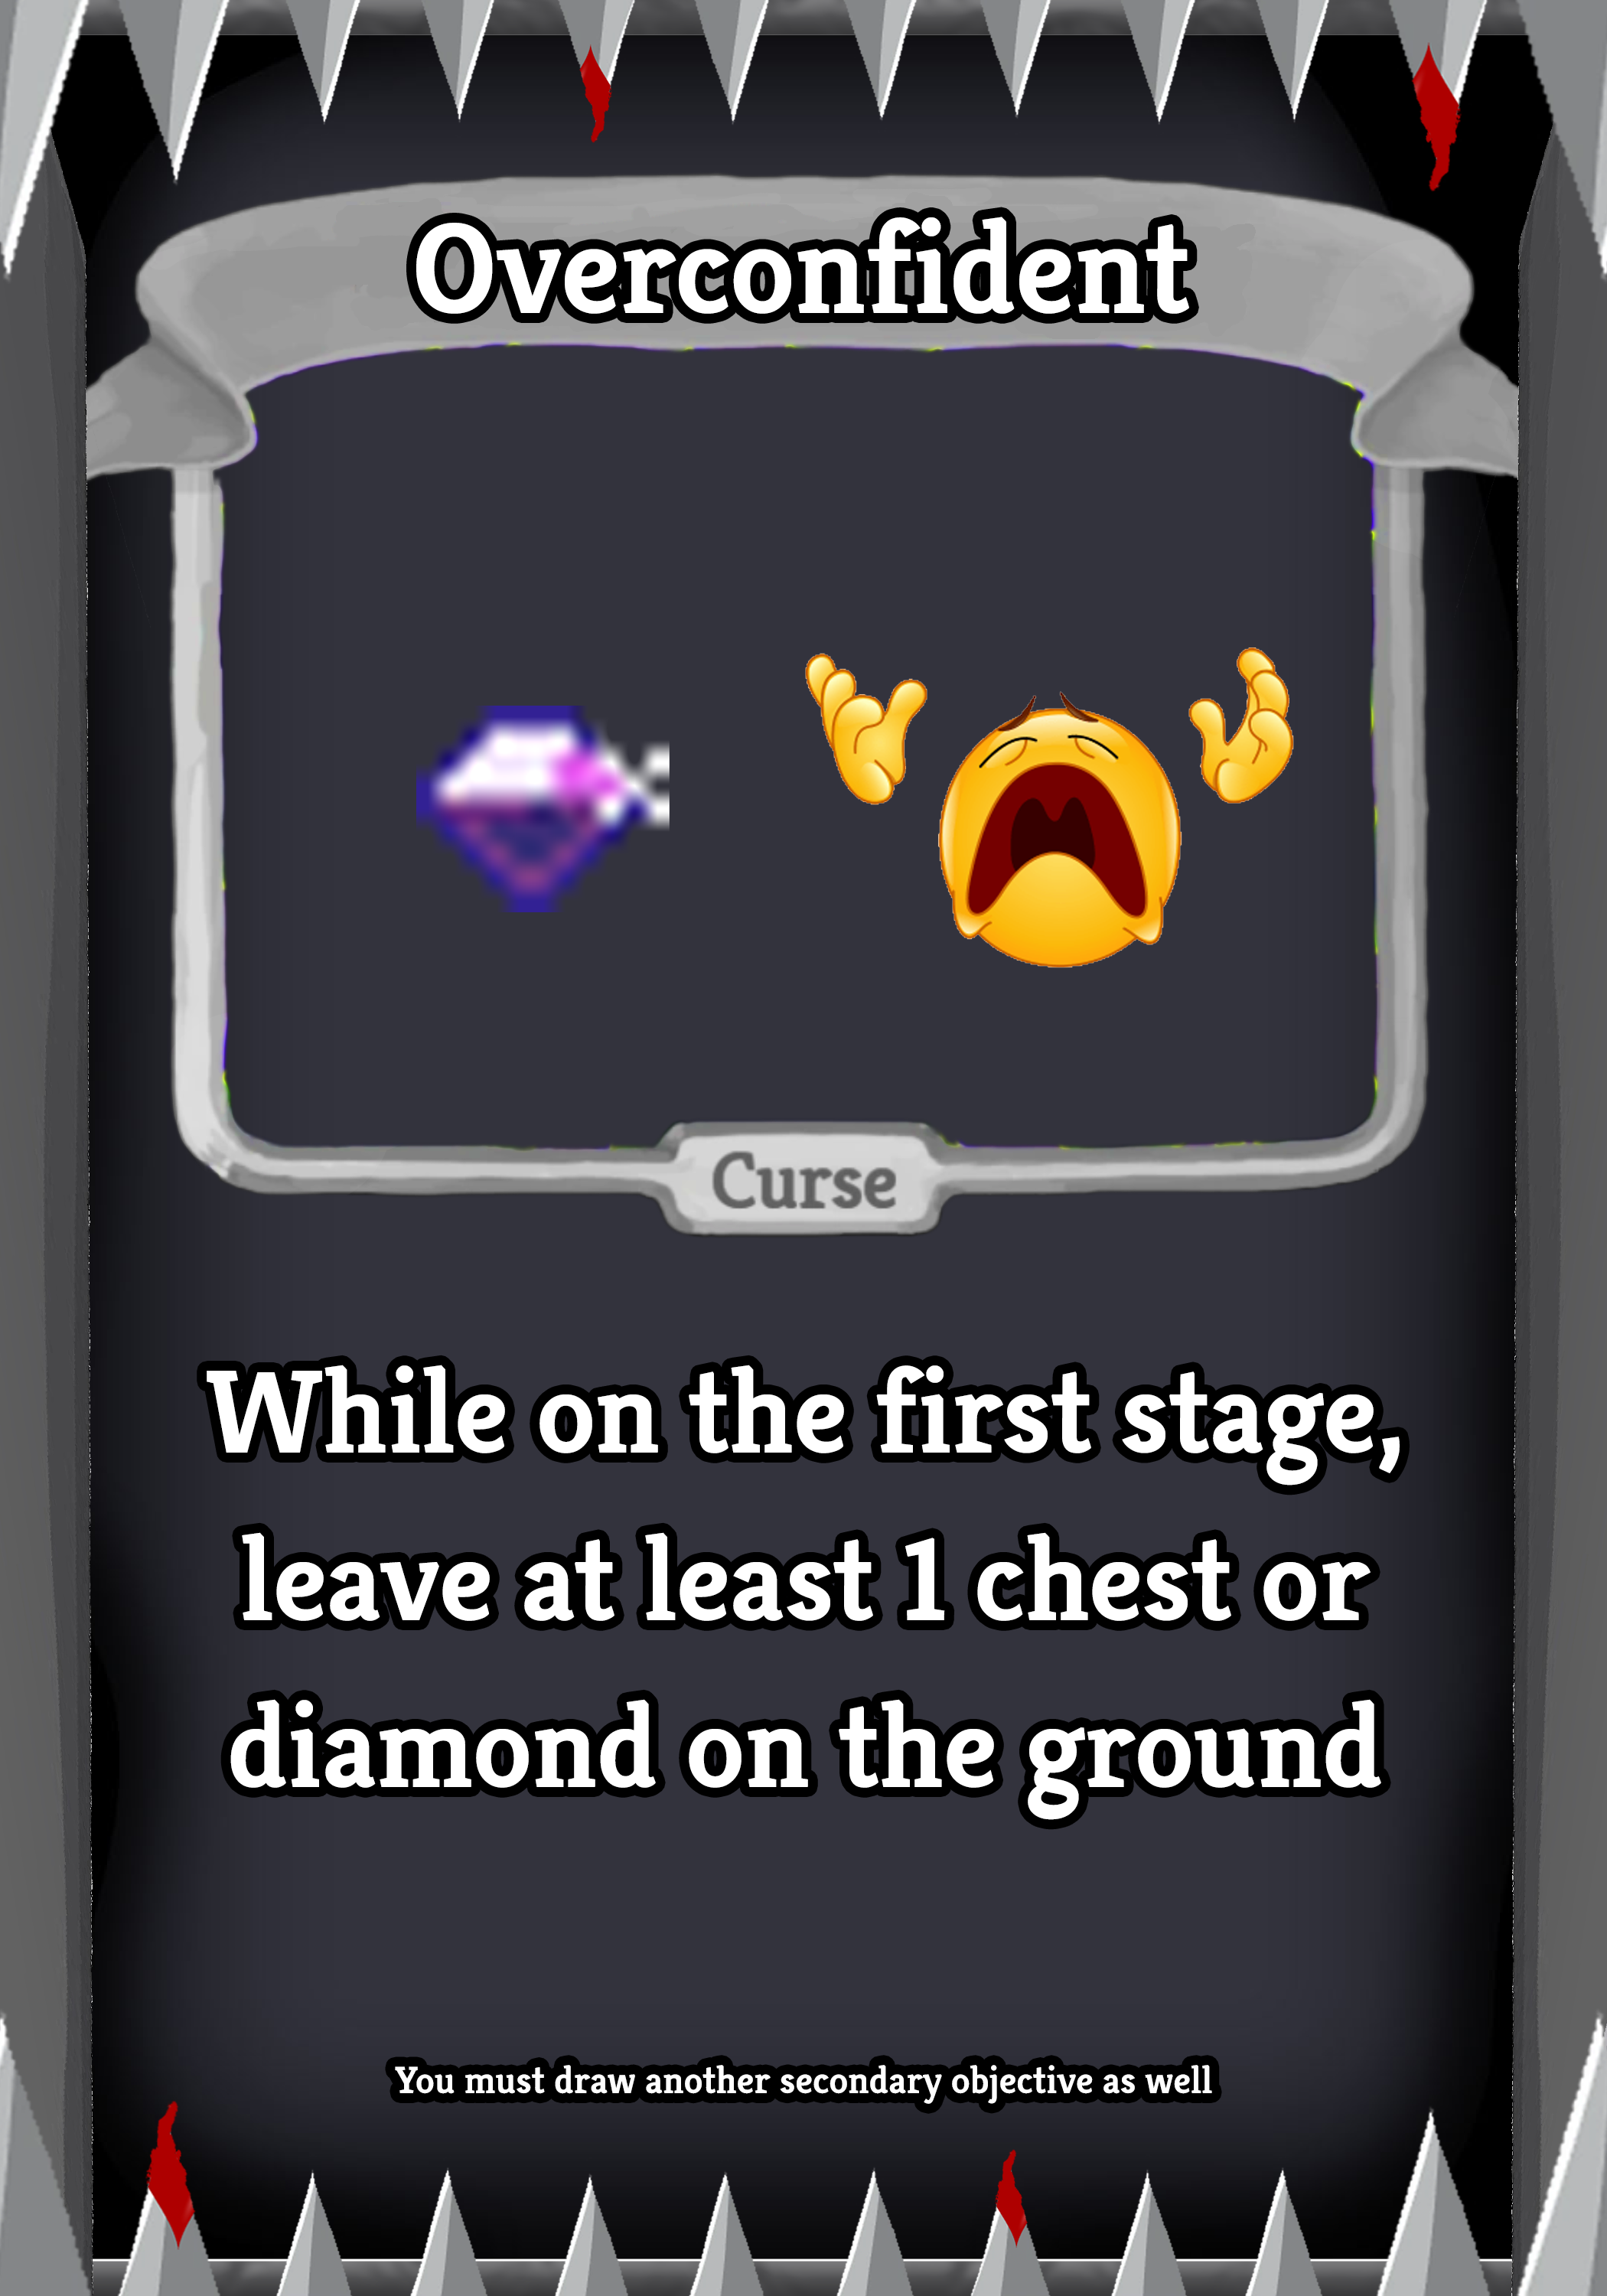 Overconfident
Curse
While on the first stage,
leave at least 1 chest or
diamond on the ground
You must draw another secondary objective as well